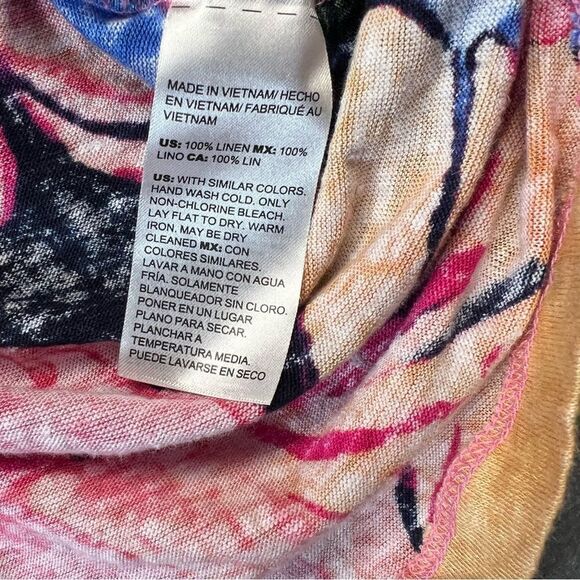 MADE IN VIETNAM/ HECHO
EN VIETNAM/ FABRIQUÉ AU
VIETNAM
US: 100% LINEN MX: 100%
LINO CA: 100% LIN
US: WITH SIMILAR COLORS.
HAND WASH COLD. ONLY
NON-CHLORINE BLEACH.
LAY FLAT TO DRY. WARM
IRON. MAY BE DRY
CLEANED MX: CON
COLORES SIMILARES.
LAVAR A MANO CON AGUA
FRÍA. SOLAMENTE
BLANQUEADOR SIN CLORO.
PONER EN UN LUGAR
PLANO PARA SECAR.
PLANCHAR A
TEMPERATURA MEDIA.
PUEDE LAVARSE EN SECO